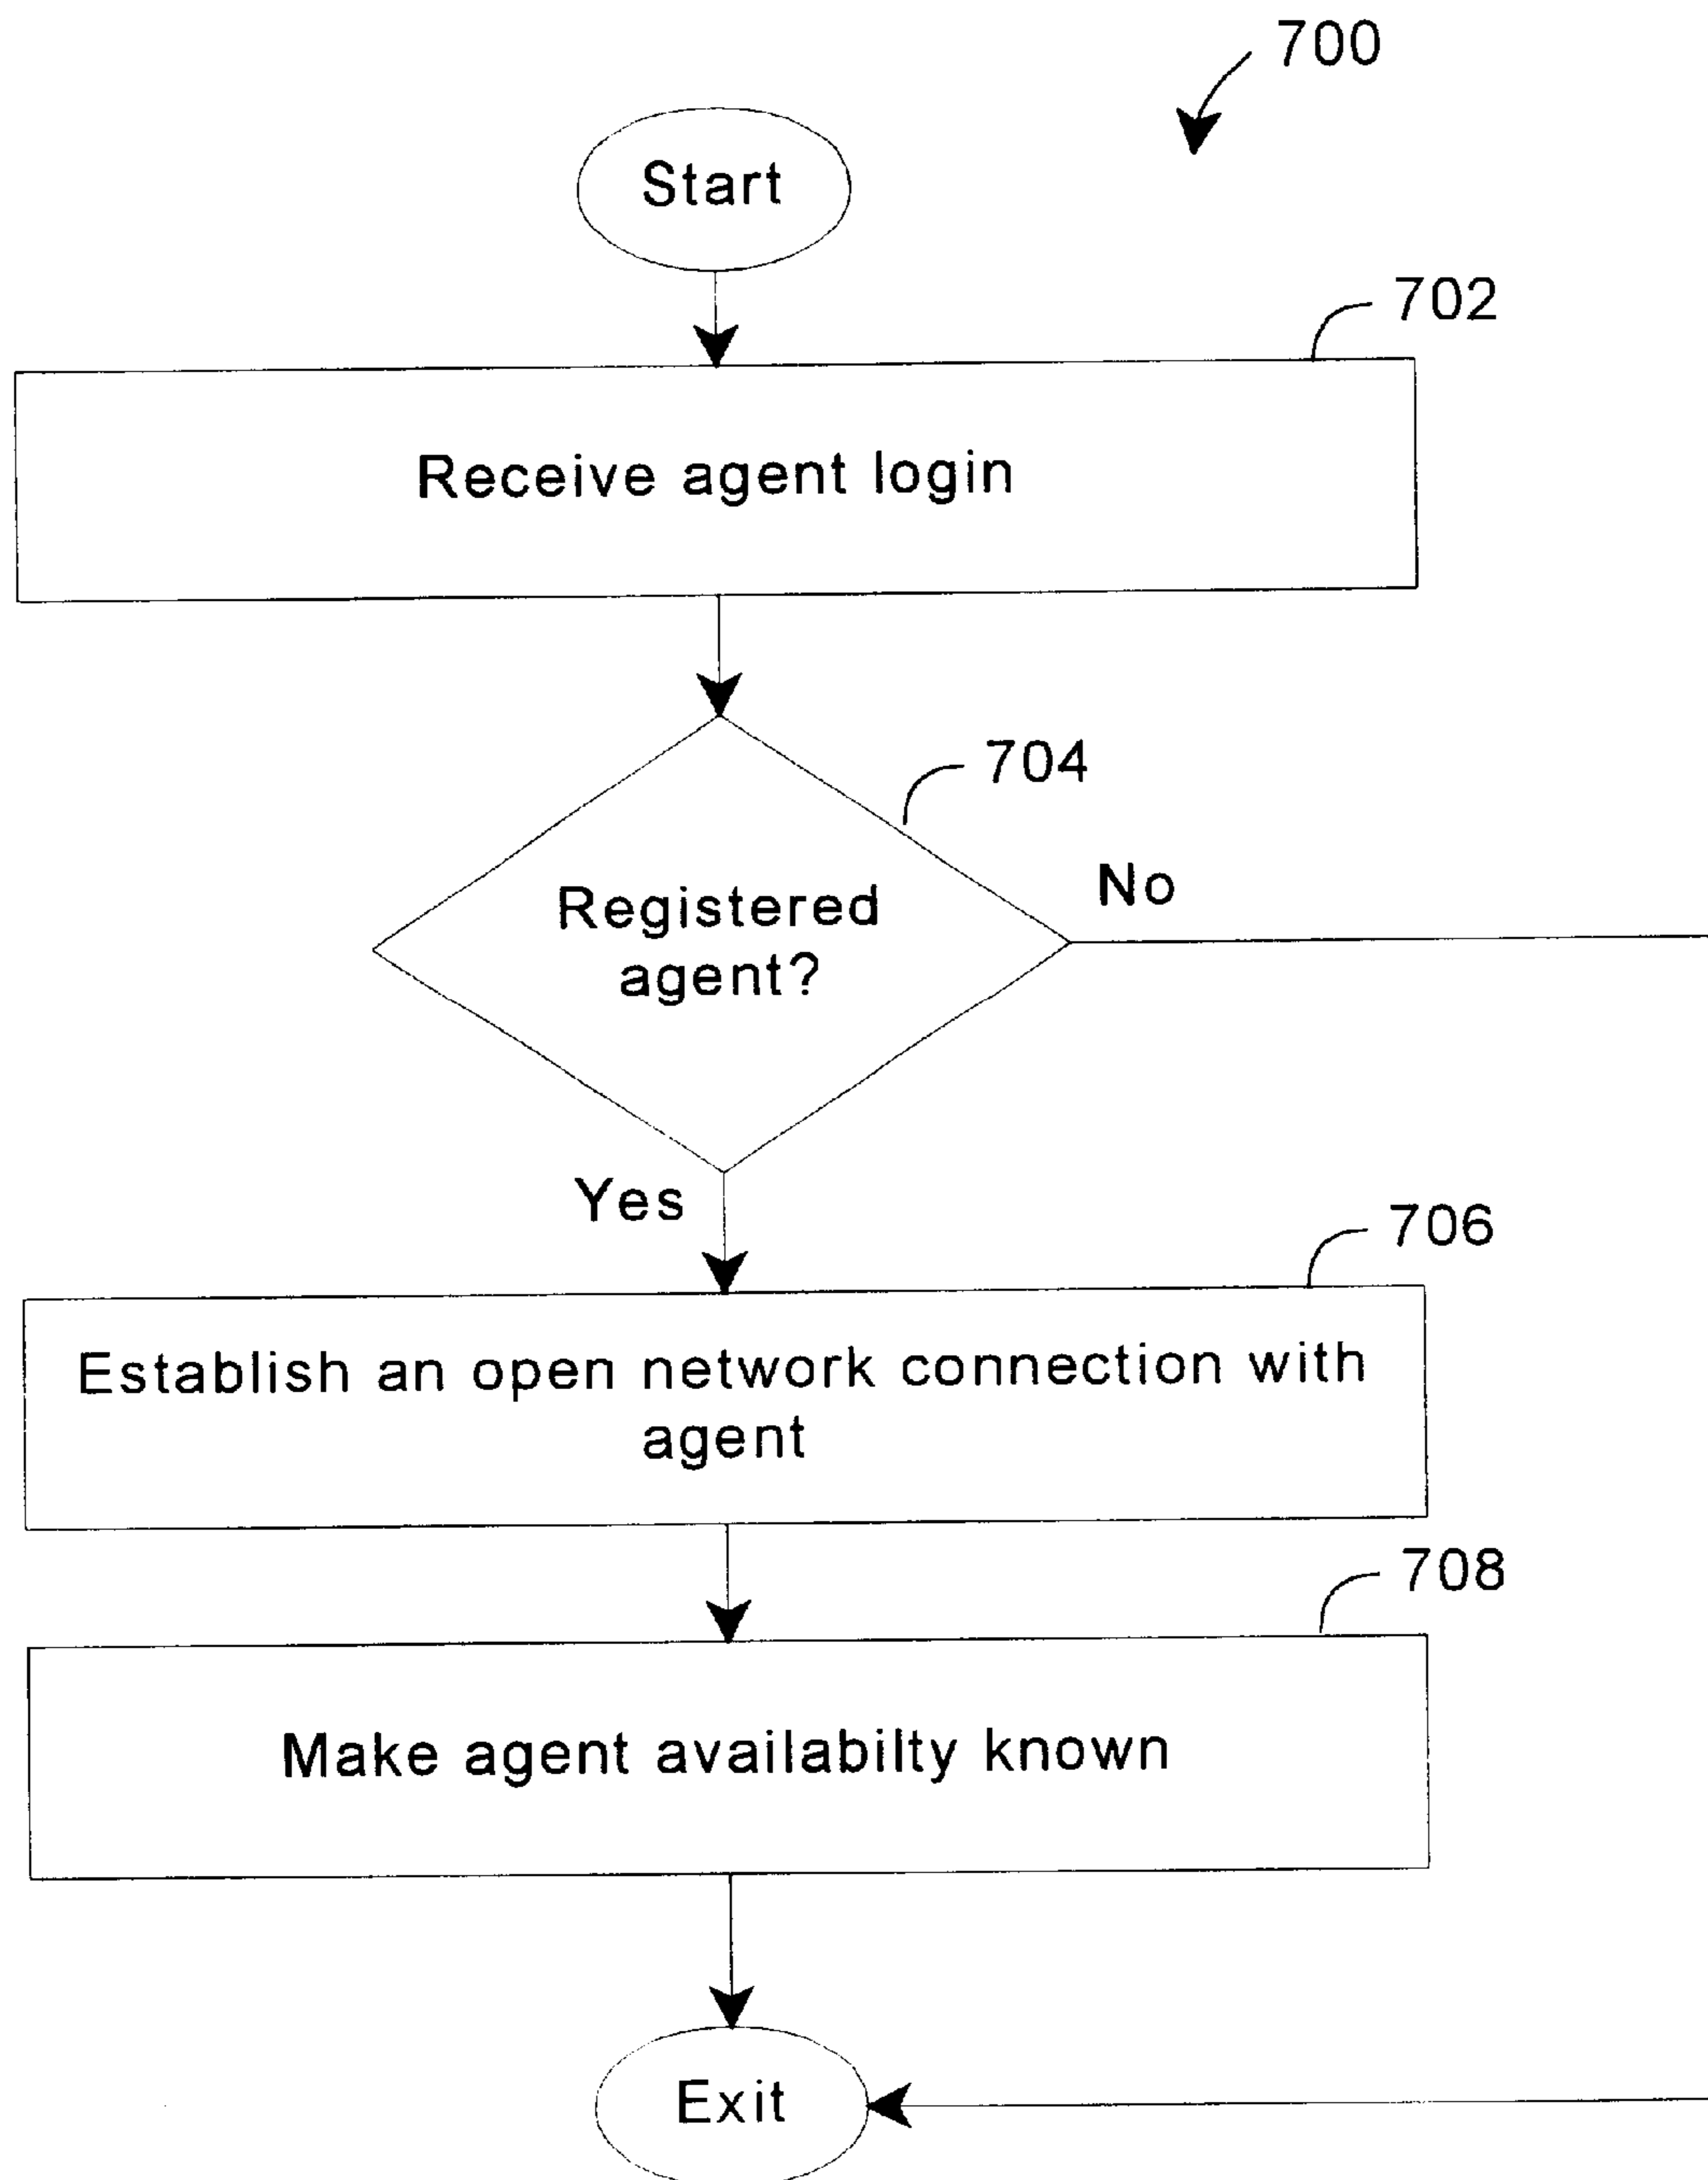 700
Start
702
Receive agent login
704
No
Registered
agent?
Yes
706
Establish an open network connection with
agent
708
Make agent availabilty known
Exit